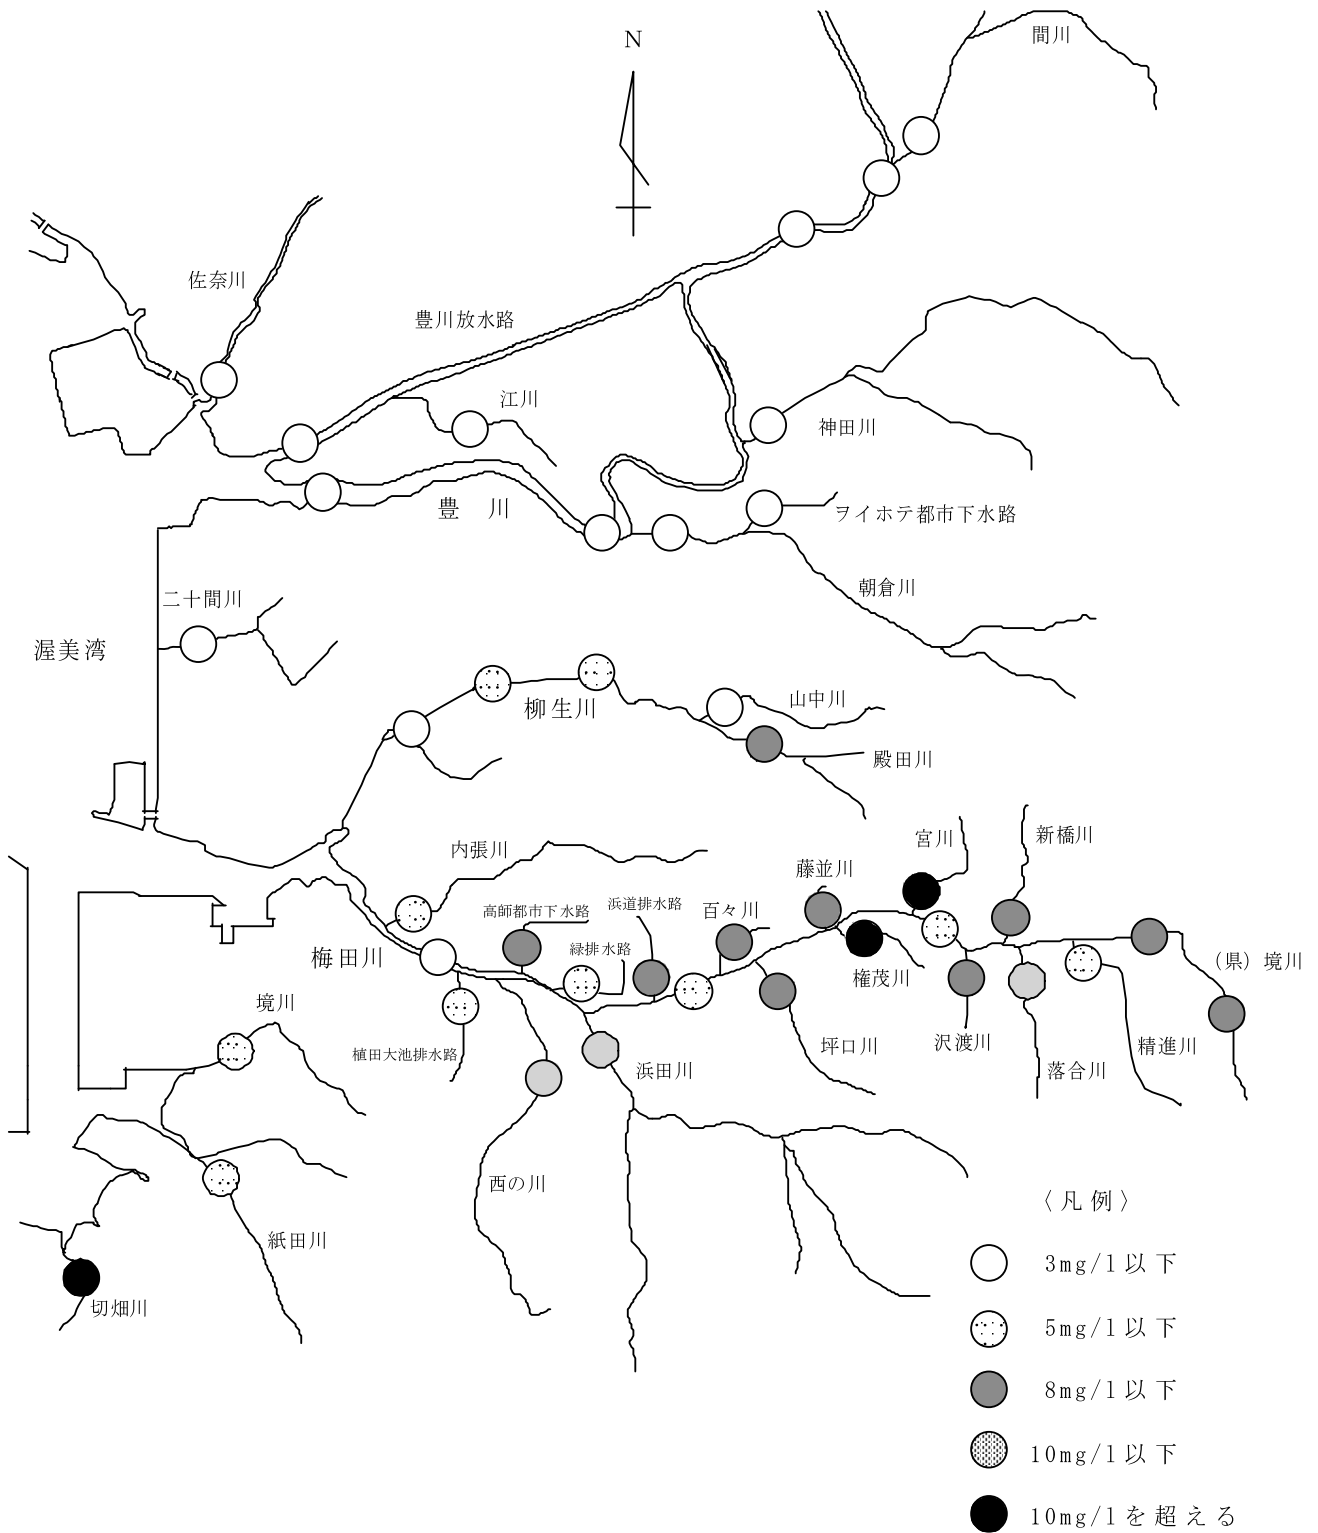 N
間川
佐奈川
豊川放水路
江川
神田川
豊 川
ヲイホテ都市下水路
朝倉川
二十間川
渥美湾
柳生川
山中川
殿田川
内張川
宮川
新橋川
藤並川
高師都市下水路
浜道排水路
百々川
緑排水路
梅田川
権茂川
(県)境川
境川
植田大池排水路
浜田川
坪口川
沢渡川
落合川
精進川
西の川
紙田川
切畑川
〈凡例〉
3mg/l以下
5mg/l以下
8mg/l以下
10mg/l以下
10mg/lを超える